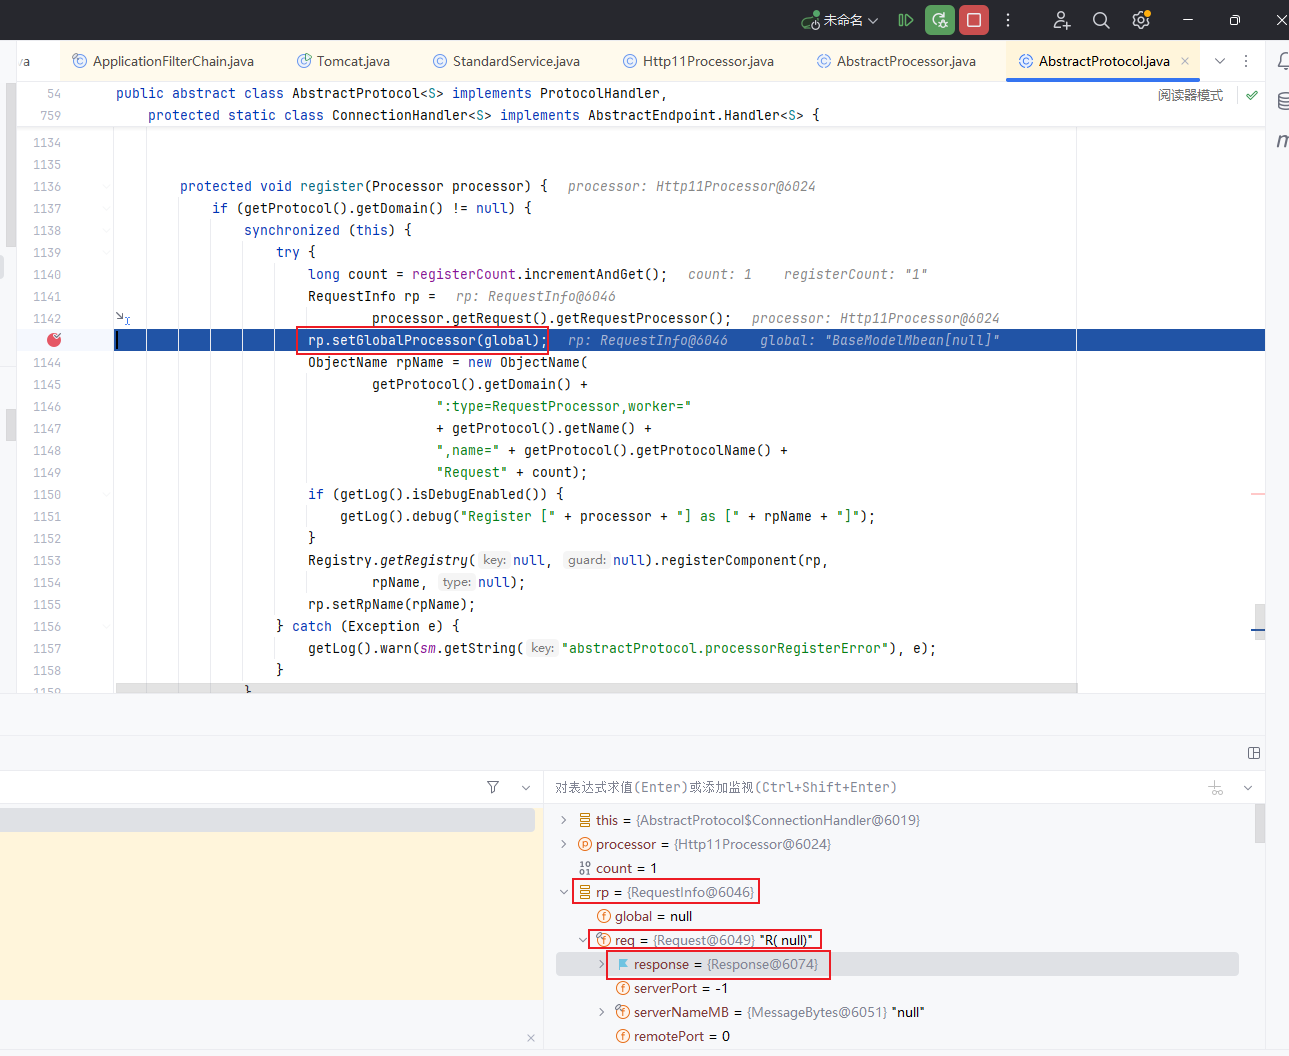 未命名
va
ApplicationFilterChain.java
Tomcat.java
StandardService.java
Http11Processor.java
AbstractProcessor.java
AbstractProtocol.java
54 public abstract class AbstractProtocol<S> implements ProtocolHandler,
阅读器模式
759 protected static class ConnectionHandler<S> implements AbstractEndpoint.Handler<S> {
1134
1135
1136 protected void register(Processor processor) { processor: Http11Processor@6024
1137 if (getProtocol().getDomain() != null) {
1138 synchronized (this) {
1139 try {
1140 long count = registerCount.incrementAndGet(); count: 1 registerCount: "1"
1141 RequestInfo rp = rp: RequestInfo@6046
1142 processor.getRequest().getRequestProcessor(); processor: Http11Processor@6024
rp.setGlobalProcessor(global); rp: RequestInfo@6046 global: "BaseModelMbean[null]"
1144 ObjectName rpName = new ObjectName(
1145 getProtocol().getDomain() +
1146 ":type=RequestProcessor,worker="
1147 + getProtocol().getName() +
1148 ",name=" + getProtocol().getProtocolName() +
1149 "Request" + count);
1150 if (getLog().isDebugEnabled()) {
1151 getLog().debug("Register [" + processor + "] as [" + rpName + "]");
1152 }
1153 Registry.getRegistry( key: null, guard: null).registerComponent(rp,
1154 rpName, type: null);
1155 rp.setRpName(rpName);
1156 } catch (Exception e) {
1157 getLog().warn(sm.getString( key: "abstractProtocol.processorRegisterError"), e);
1158 }
1159 }
对表达式求值(Enter)或添加监视(Ctrl+Shift+Enter)
this = {AbstractProtocol$ConnectionHandler@6019}
processor = {Http11Processor@6024}
count = 1
rp = {RequestInfo@6046}
global = null
req = {Request@6049} "R( null)"
response = {Response@6074}
serverPort = -1
serverNameMB = {MessageBytes@6051} "null"
remotePort = 0